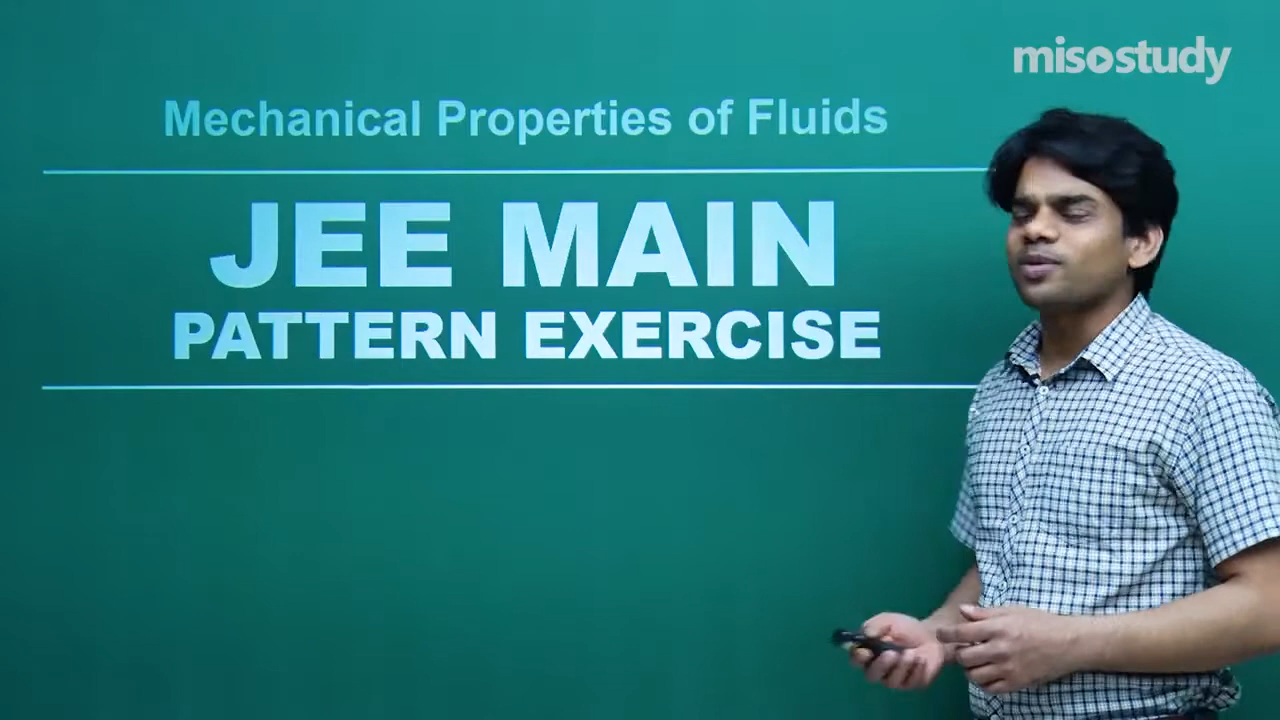 misostudy
Mechanical Properties of Fluids
JEE MAIN
PATTERN EXERCISE